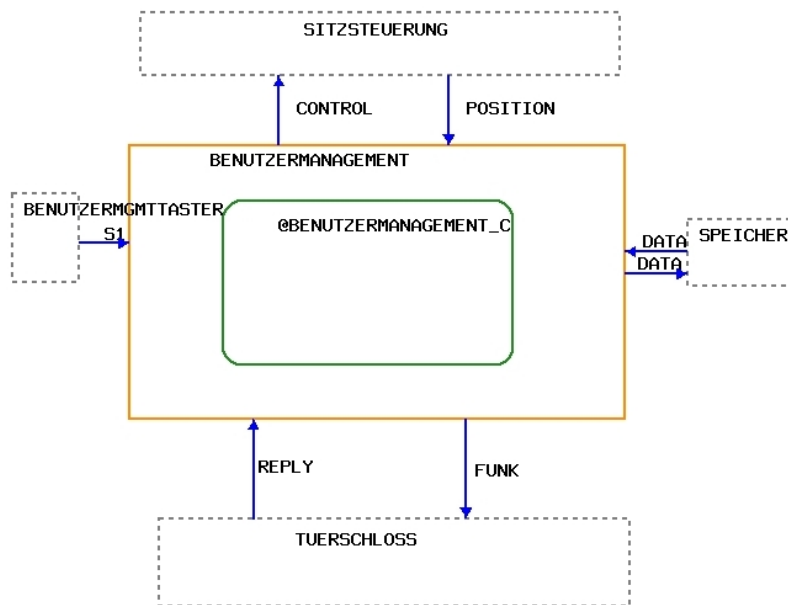 SITZSTEUERUNG
CONTROL
POSITION
BENUTZERMANAGEMENT
BENUTZERMGMTTASTER
@BENUTZERMANAGEMENT_C
S1
DATA
SPEICHER
DATA
REPLY
FUNK
TUERSCHLOSS